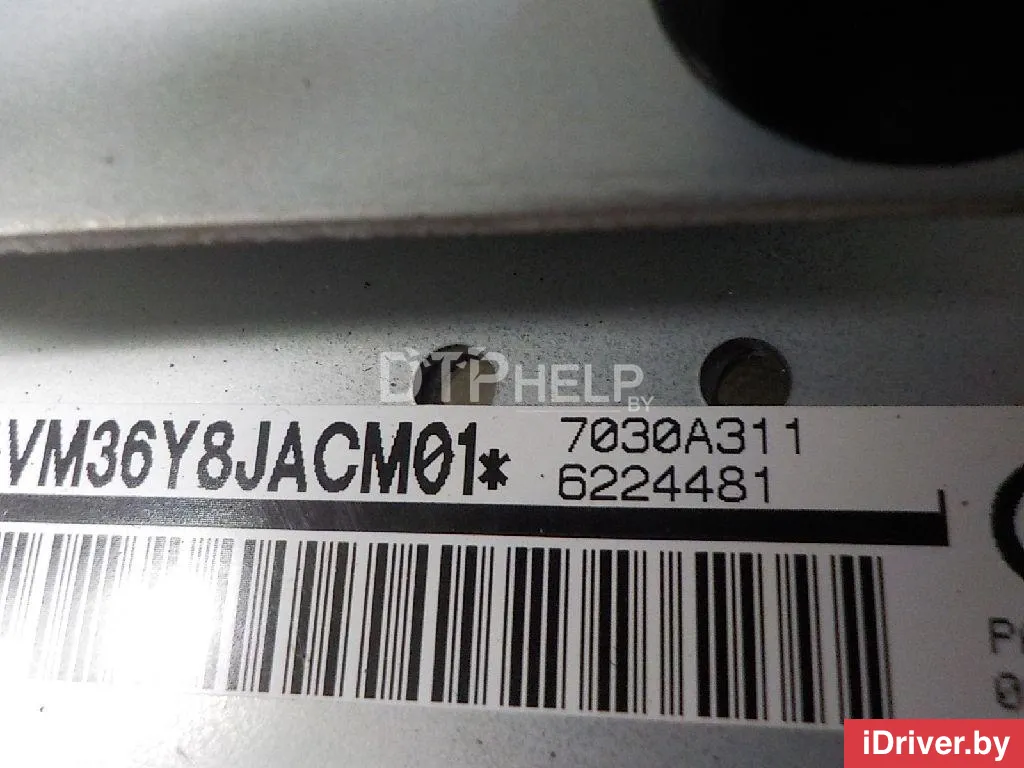 DTPHELP
BY
VM36Y8JACM01* 7030A311
6224481
iDriver.by